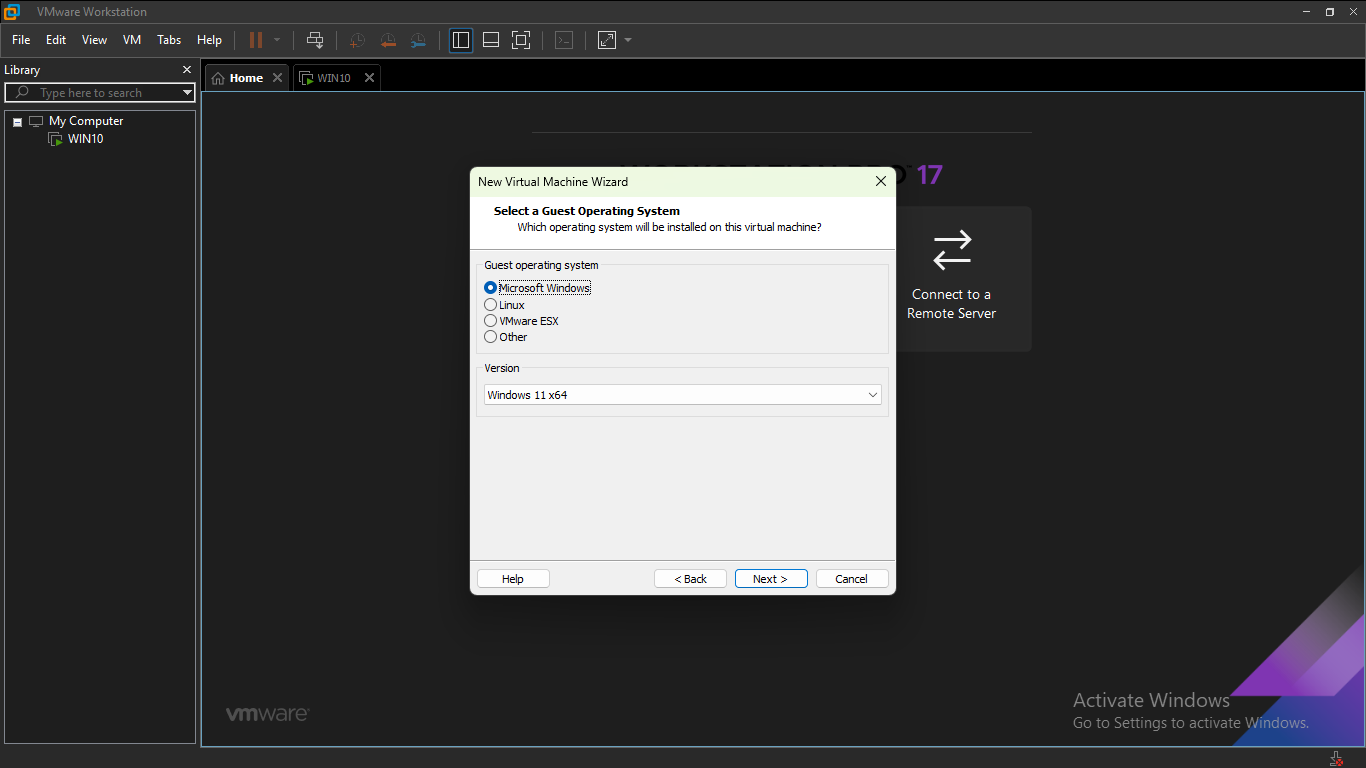 VMware Workstation
File Edit View VM Tabs Help
Library
Type here to search
My Computer
WIN10
Home
WIN10
17
New Virtual Machine Wizard
Select a Guest Operating System
Which operating system will be installed on this virtual machine?
Guest operating system
Microsoft Windows
Linux
VMware ESX
Other
Version
Windows 11 x64
Help
< Back
Next >
Cancel
Connect to a
Remote Server
vmware
Activate Windows
Go to Settings to activate Windows.